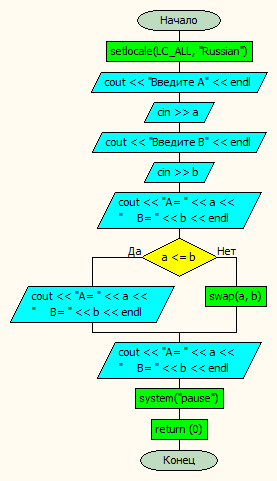 Начало
setlocale(LC_ALL, "Russian")
cout << "Введите A" << endl
cin >> a
cout << "Введите B" << endl
cin >> b
cout << "A= " << a <<
"    B= " << b << endl
Да
a <= b
Нет
cout << "A= " << a <<
"    B= " << b << endl
swap(a, b)
cout << "A= " << a <<
"    B= " << b << endl
system("pause")
return (0)
Конец